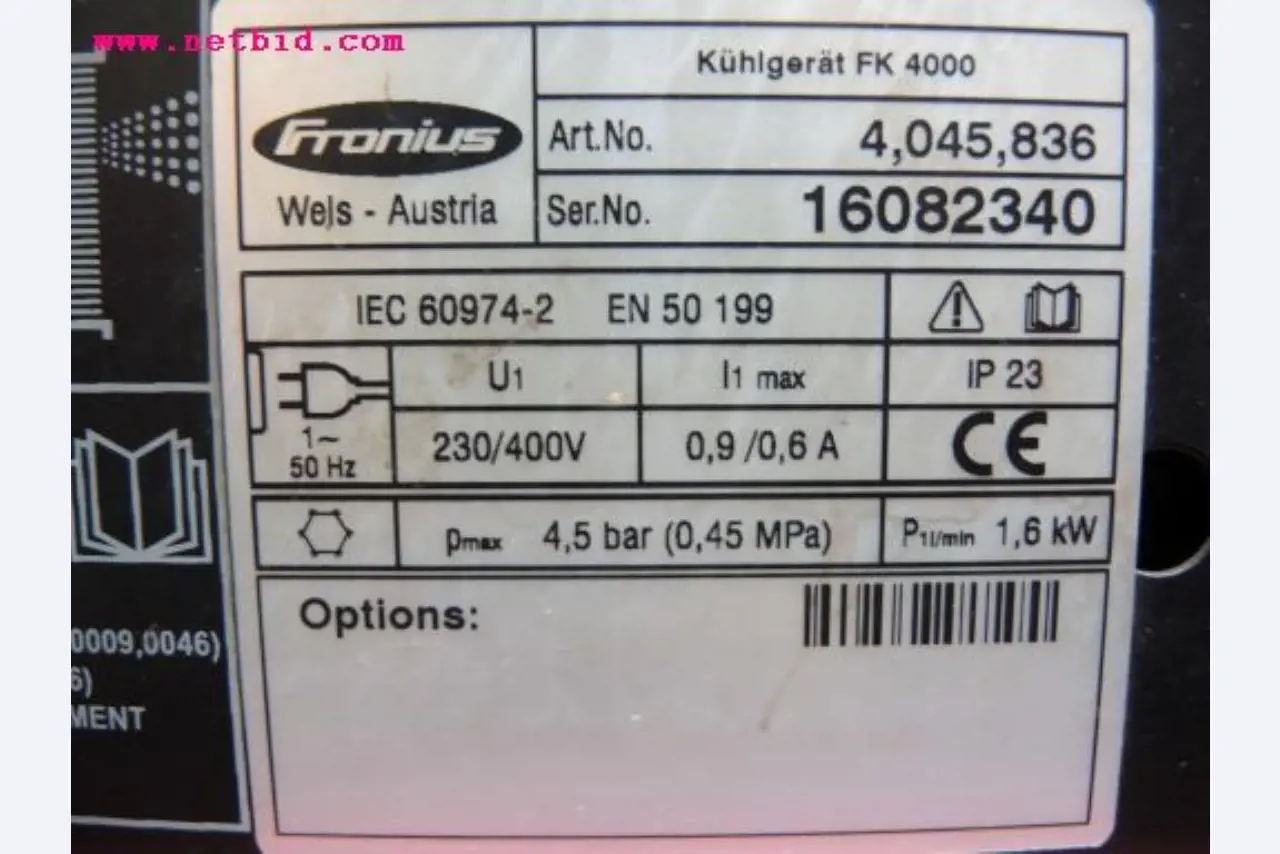 www.netbid.com
Kühlgerät FK 4000
Fronius
Wels - Austria
Art.No. 4,045,836
Ser.No. 16082340
IEC 60974-2 EN 50 199
U1 I1 max IP 23
1~
50 Hz
230/400V 0,9 /0,6 A CE
pmax 4,5 bar (0,45 MPa) P1l/min 1,6 kW
Options:
0009,0046)
6)
MENT